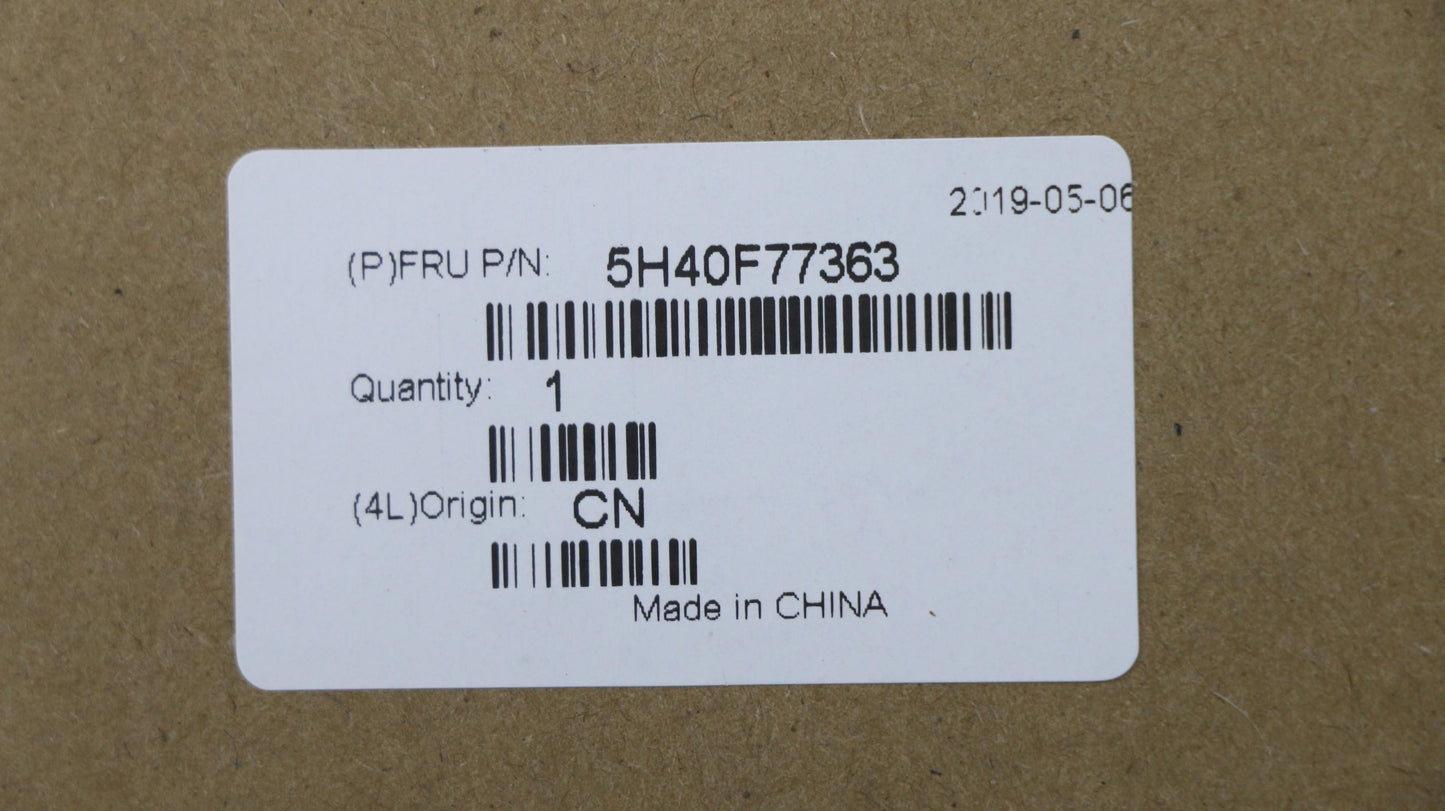 2019-05-06
(P)FRU P/N: 5H40F77363
Quantity: 1
(4L)Origin: CN
Made in CHINA